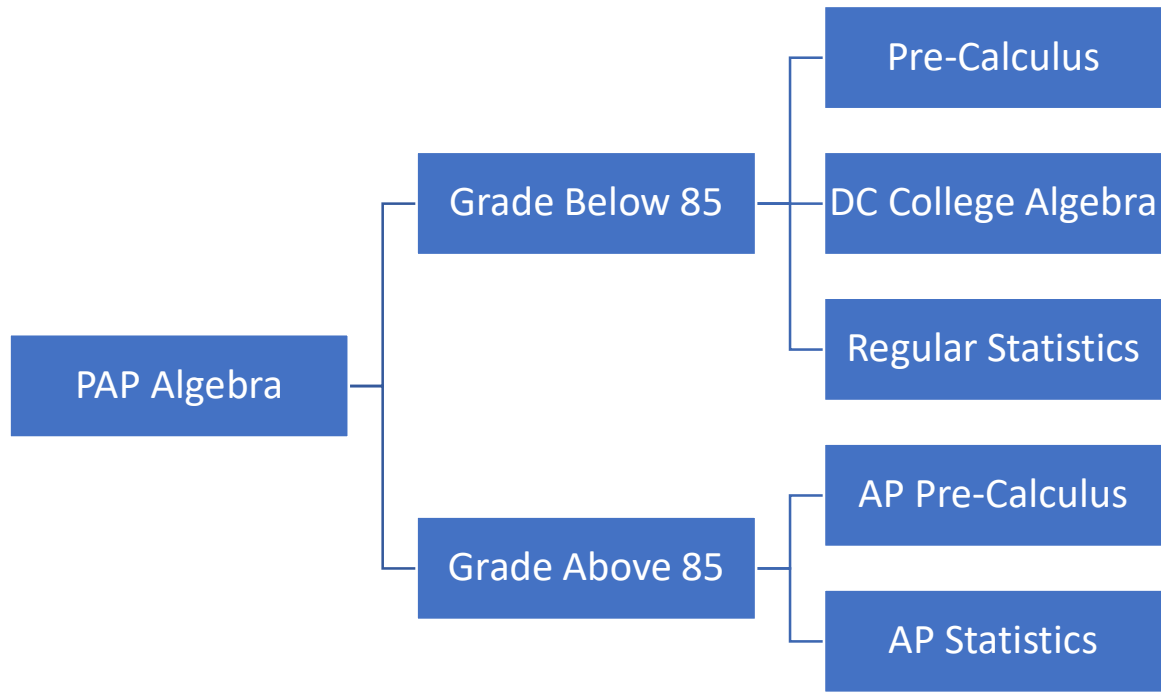 PAP Algebra
Grade Below 85
Pre-Calculus
DC College Algebra
Regular Statistics
Grade Above 85
AP Pre-Calculus
AP Statistics